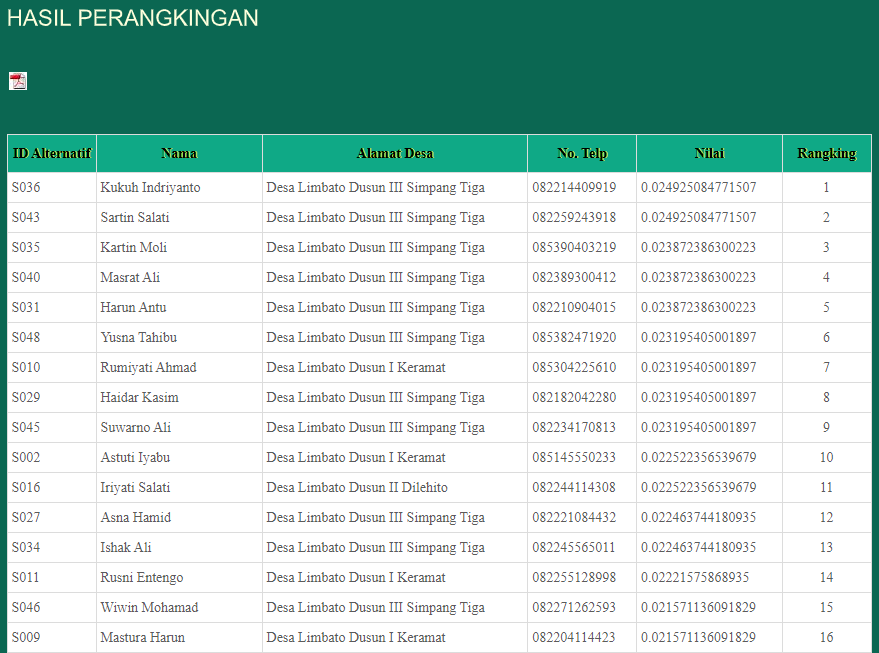 HASIL PERANGKINGAN
ID Alternatif Nama Alamat Desa No. Telp Nilai Rangking
S036 Kukuh Indriyanto Desa Limbato Dusun III Simpang Tiga 082214409919 0.024925084771507 1
S043 Sartin Salati Desa Limbato Dusun III Simpang Tiga 082259243918 0.024925084771507 2
S035 Kartin Moli Desa Limbato Dusun III Simpang Tiga 085390403219 0.023872386300223 3
S040 Masrat Ali Desa Limbato Dusun III Simpang Tiga 082389300412 0.023872386300223 4
S031 Harun Antu Desa Limbato Dusun III Simpang Tiga 082210904015 0.023872386300223 5
S048 Yusna Tahibu Desa Limbato Dusun III Simpang Tiga 085382471920 0.023195405001897 6
S010 Rumiyati Ahmad Desa Limbato Dusun I Keramat 085304225610 0.023195405001897 7
S029 Haidar Kasim Desa Limbato Dusun III Simpang Tiga 082182042280 0.023195405001897 8
S045 Suwarno Ali Desa Limbato Dusun III Simpang Tiga 082234170813 0.023195405001897 9
S002 Astuti Iyabu Desa Limbato Dusun I Keramat 085145550233 0.022522356539679 10
S016 Iriyati Salati Desa Limbato Dusun II Dilehito 082244114308 0.022522356539679 11
S027 Asna Hamid Desa Limbato Dusun III Simpang Tiga 082221084432 0.022463744180935 12
S034 Ishak Ali Desa Limbato Dusun III Simpang Tiga 082245565011 0.022463744180935 13
S011 Rusni Entengo Desa Limbato Dusun I Keramat 082255128998 0.02221575868935 14
S046 Wiwin Mohamad Desa Limbato Dusun III Simpang Tiga 082271262593 0.021571136091829 15
S009 Mastura Harun Desa Limbato Dusun I Keramat 082204114423 0.021571136091829 16